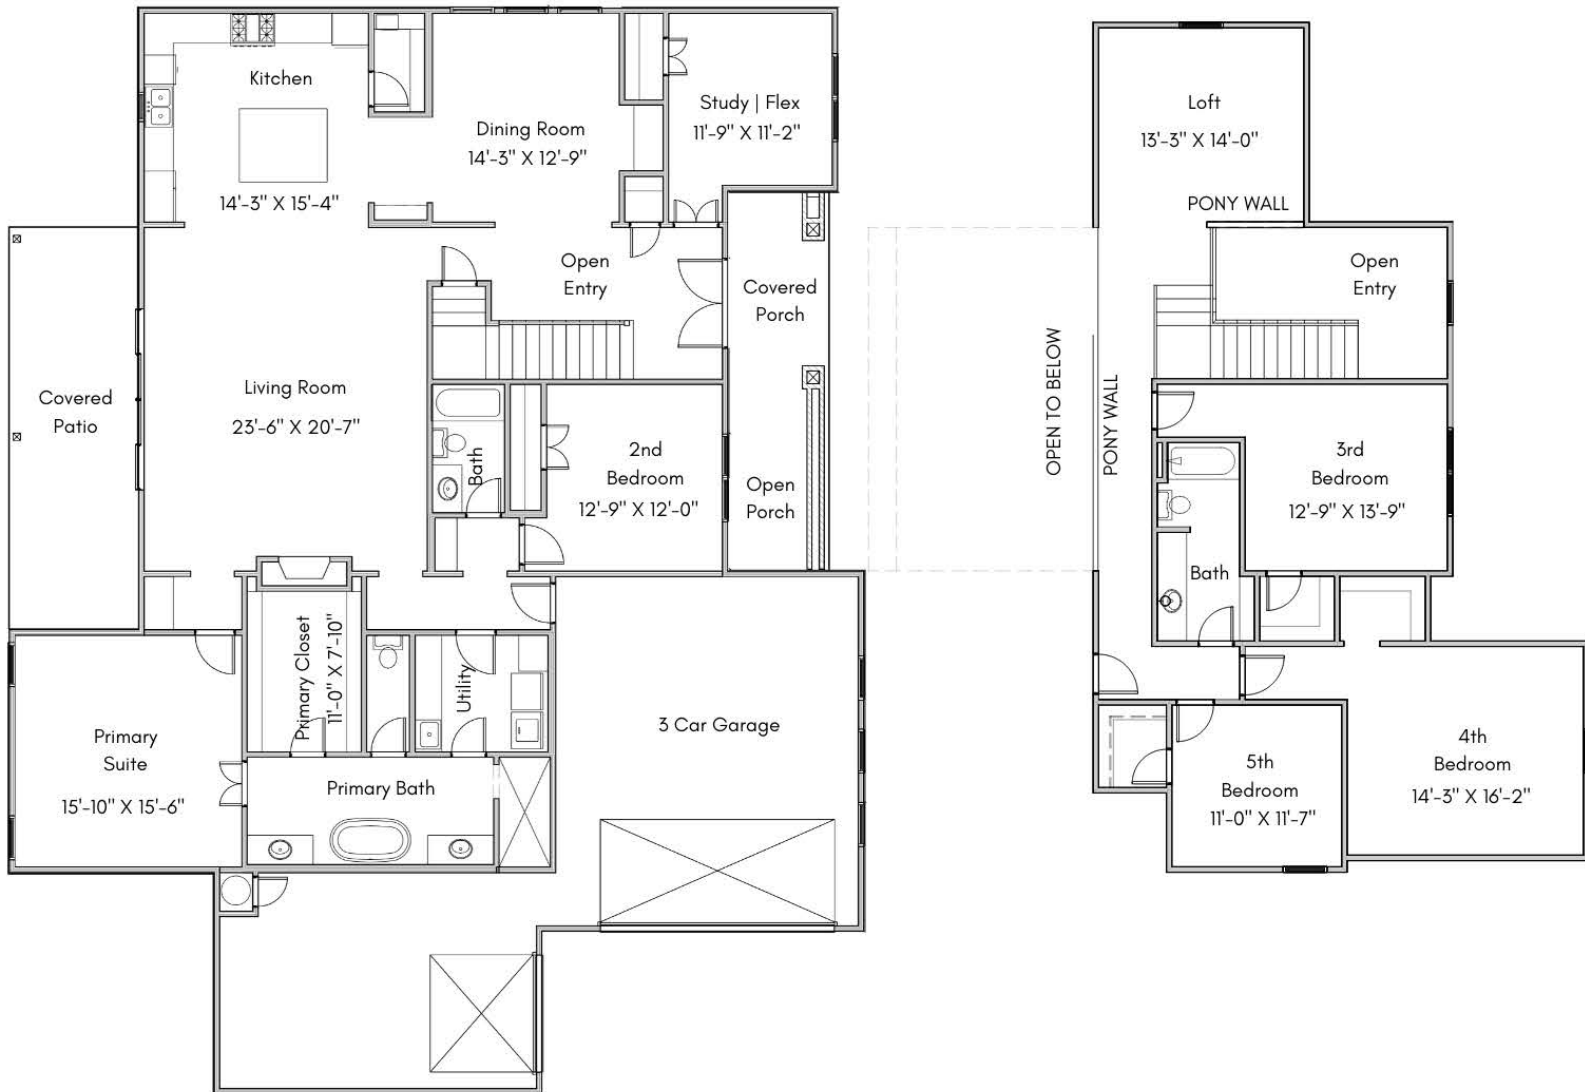 Kitchen
14'-3" X 15'-4"
Dining Room
14'-3" X 12'-9"
Study | Flex
11'-9" X 11'-2"
Open
Entry
Covered
Porch
Open
Porch
Covered
Patio
Living Room
23'-6" X 20'-7"
Bath
2nd
Bedroom
12'-9" X 12'-0"
Primary Closet
11'-0" X 7'-10"
Utility
Primary
Suite
15'-10" X 15'-6"
Primary Bath
3 Car Garage
Loft
13'-3" X 14'-0"
PONY WALL
Open
Entry
OPEN TO BELOW
PONY WALL
3rd
Bedroom
12'-9" X 13'-9"
Bath
4th
Bedroom
14'-3" X 16'-2"
5th
Bedroom
11'-0" X 11'-7"